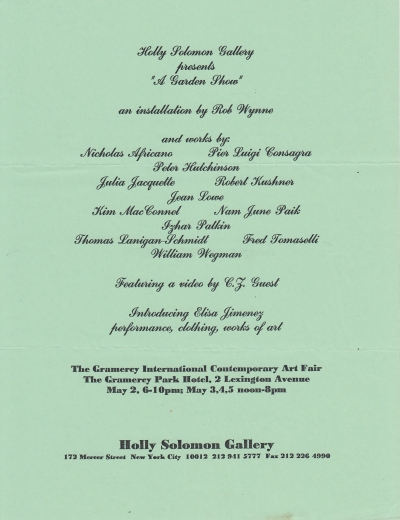 Holly Solomon Gallery
presents
"A Garden Show"
an installation by Rob Wynne
and works by:
Nicholas Africano Pier Luigi Consagra
Peter Hutchinson
Julia Jacquette Robert Kushner
Jean Lowe
Kim MacConnel Nam June Paik
Izhar Patkin
Thomas Lanigan-Schmidt Fred Tomaselli
William Wegman
Featuring a video by C.Z. Guest
Introducing Elisa Jimenez
performance, clothing, works of art
The Gramercy International Contemporary Art Fair
The Gramercy Park Hotel, 2 Lexington Avenue
May 2, 6-10pm; May 3,4,5 noon-8pm
Holly Solomon Gallery
172 Mercer Street New York City 10012 212 941 5777 Fax 212 226 4990